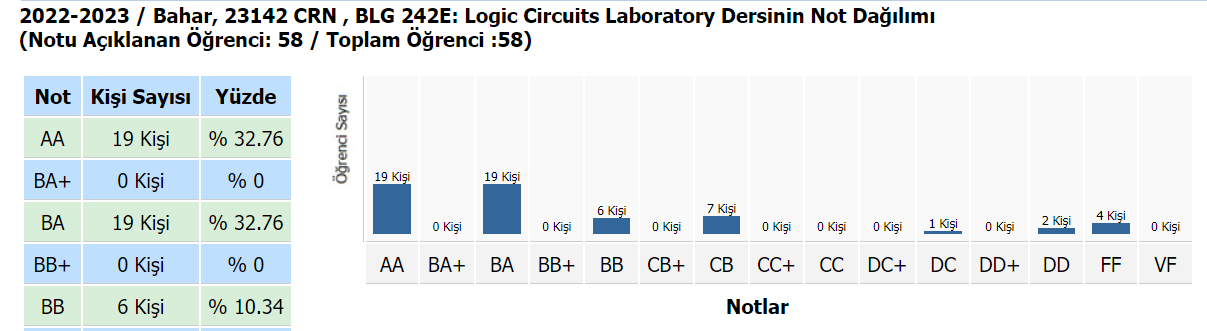 2022-2023 / Bahar, 23142 CRN , BLG 242E: Logic Circuits Laboratory Dersinin Not Dağılımı
(Notu Açıklanan Öğrenci: 58 / Toplam Öğrenci :58)
Not Kişi Sayısı Yüzde
AA 19 Kişi % 32.76
BA+ 0 Kişi % 0
BA 19 Kişi % 32.76
BB+ 0 Kişi % 0
BB 6 Kişi % 10.34
Öğrenci Sayısı
19 Kişi 0 Kişi 19 Kişi 0 Kişi 6 Kişi 0 Kişi 7 Kişi 0 Kişi 0 Kişi 0 Kişi 1 Kişi 0 Kişi 2 Kişi 4 Kişi 0 Kişi
AA BA+ BA BB+ BB CB+ CB CC+ CC DC+ DC DD+ DD FF VF
Notlar